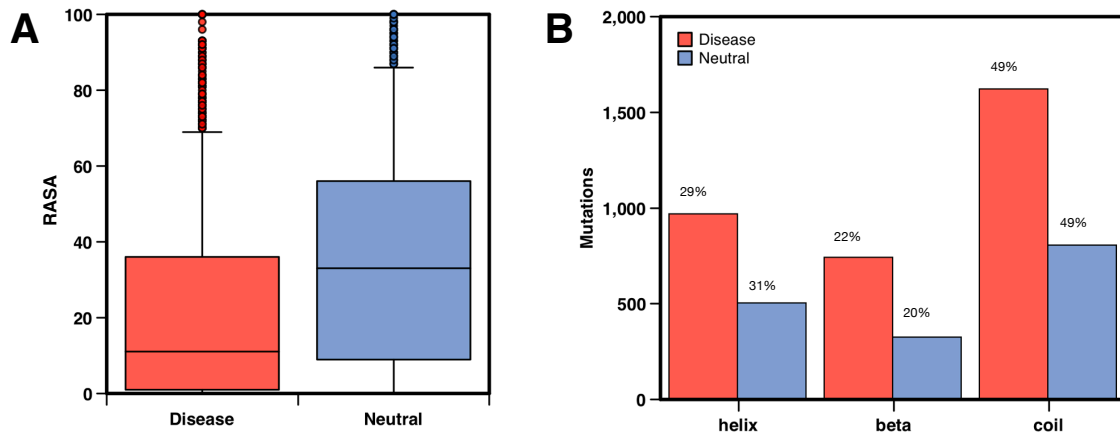 A
100
80
60
40
20
0
RASA
Disease
Neutral
B
2,000
1,500
1,000
500
0
Mutations
Disease
Neutral
29%
31%
22%
20%
49%
49%
helix
beta
coil